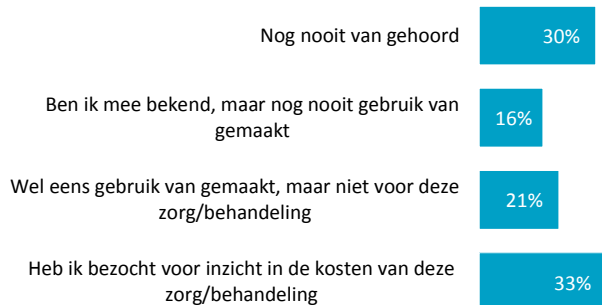 Nog nooit van gehoord 30%
Ben ik mee bekend, maar nog nooit gebruik van
gemaakt
16%
Wel eens gebruik van gemaakt, maar niet voor deze
zorg/behandeling
21%
Heb ik bezocht voor inzicht in de kosten van deze
zorg/behandeling
33%